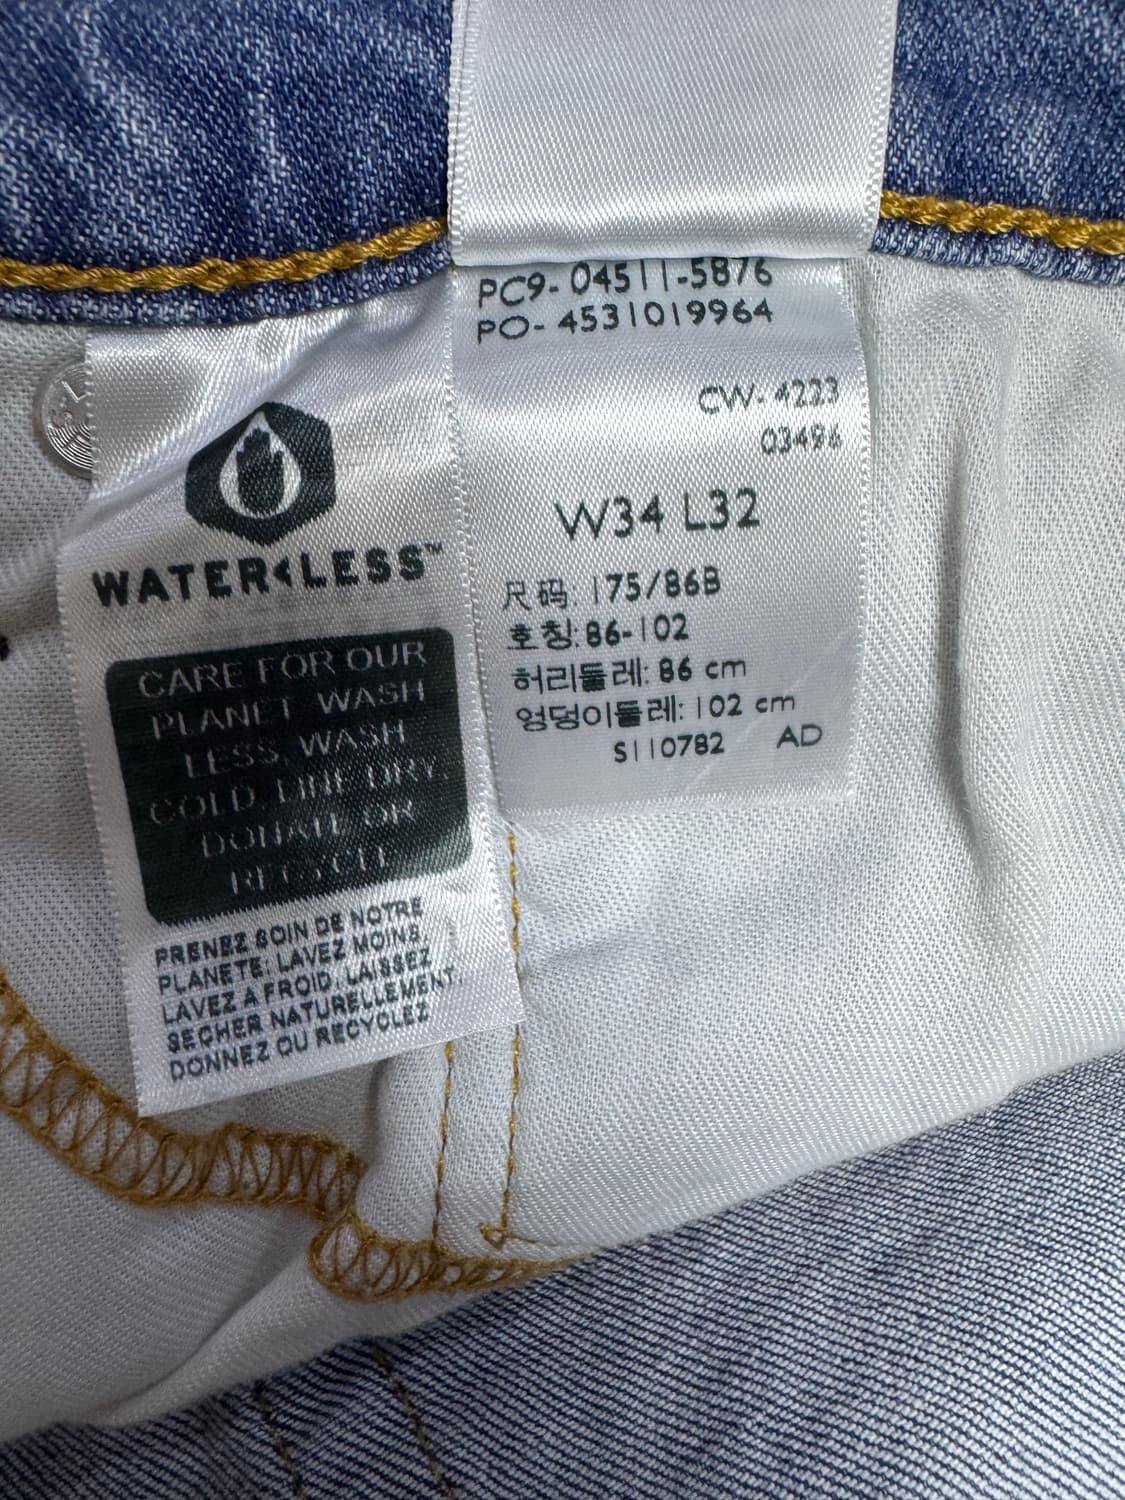 WATER<LESS™
CARE FOR OUR
PLANET WASH
LESS, WASH
COLD LINE DRY,
DONATE OR
RECYCLE
PRENEZ SOIN DE NOTRE
PLANETE: LAVEZ MOINS,
LAVEZ A FROID, LAISSEZ
SECHER NATURELLEMENT,
DONNEZ OU RECYCLEZ
PC9- 04511-5876
PO- 4531019964
CW- 4223
03496
W34 L32
尺码: 175/86B
호칭: 86-102
허리둘레: 86 cm
엉덩이둘레: 102 cm
S110782 AD